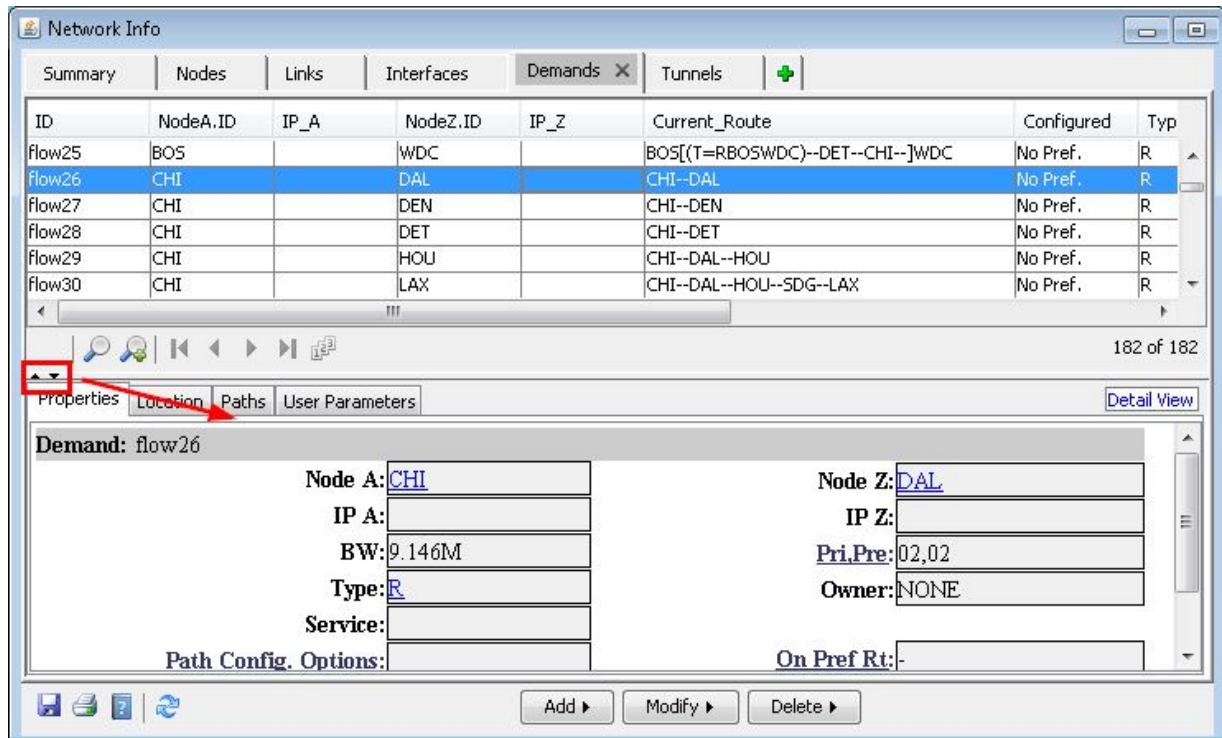 Network Info
Summary Nodes Links Interfaces Demands Tunnels
ID NodeA.ID IP_A NodeZ.ID IP_Z Current_Route Configured Typ
flow25 BOS WDC BOS[(T=RBOSWDC)--DET--CHI--]WDC No Pref. R
flow26 CHI DAL CHI--DAL No Pref. R
flow27 CHI DEN CHI--DEN No Pref. R
flow28 CHI DET CHI--DET No Pref. R
flow29 CHI HOU CHI--DAL--HOU No Pref. R
flow30 CHI LAX CHI--DAL--HOU--SDG--LAX No Pref. R
182 of 182
Properties Location Paths User Parameters Detail View
Demand: flow26
Node A: CHI Node Z: DAL
IP A: IP Z:
BW: 9.146M Pri,Pre: 02,02
Type: R Owner: NONE
Service:
Path Config. Options: On Pref Rt: -
Add Modify Delete